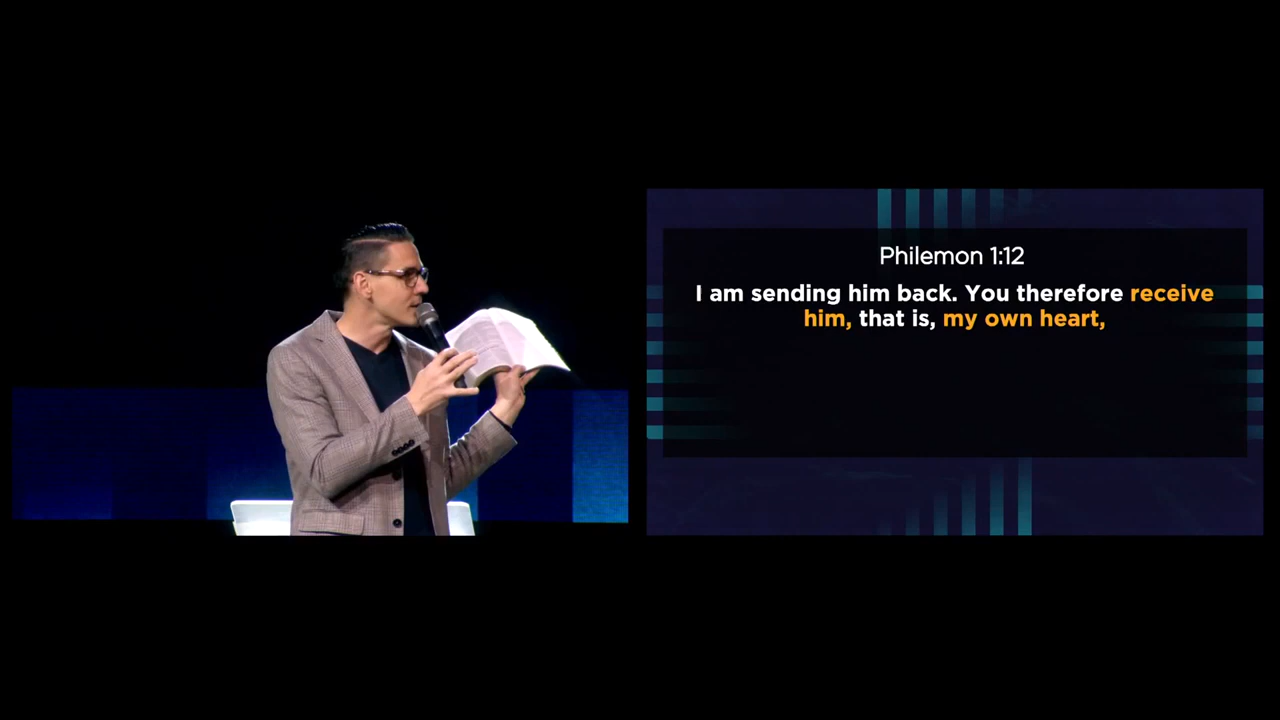 Philemon 1:12
I am sending him back. You therefore receive
him, that is, my own heart,